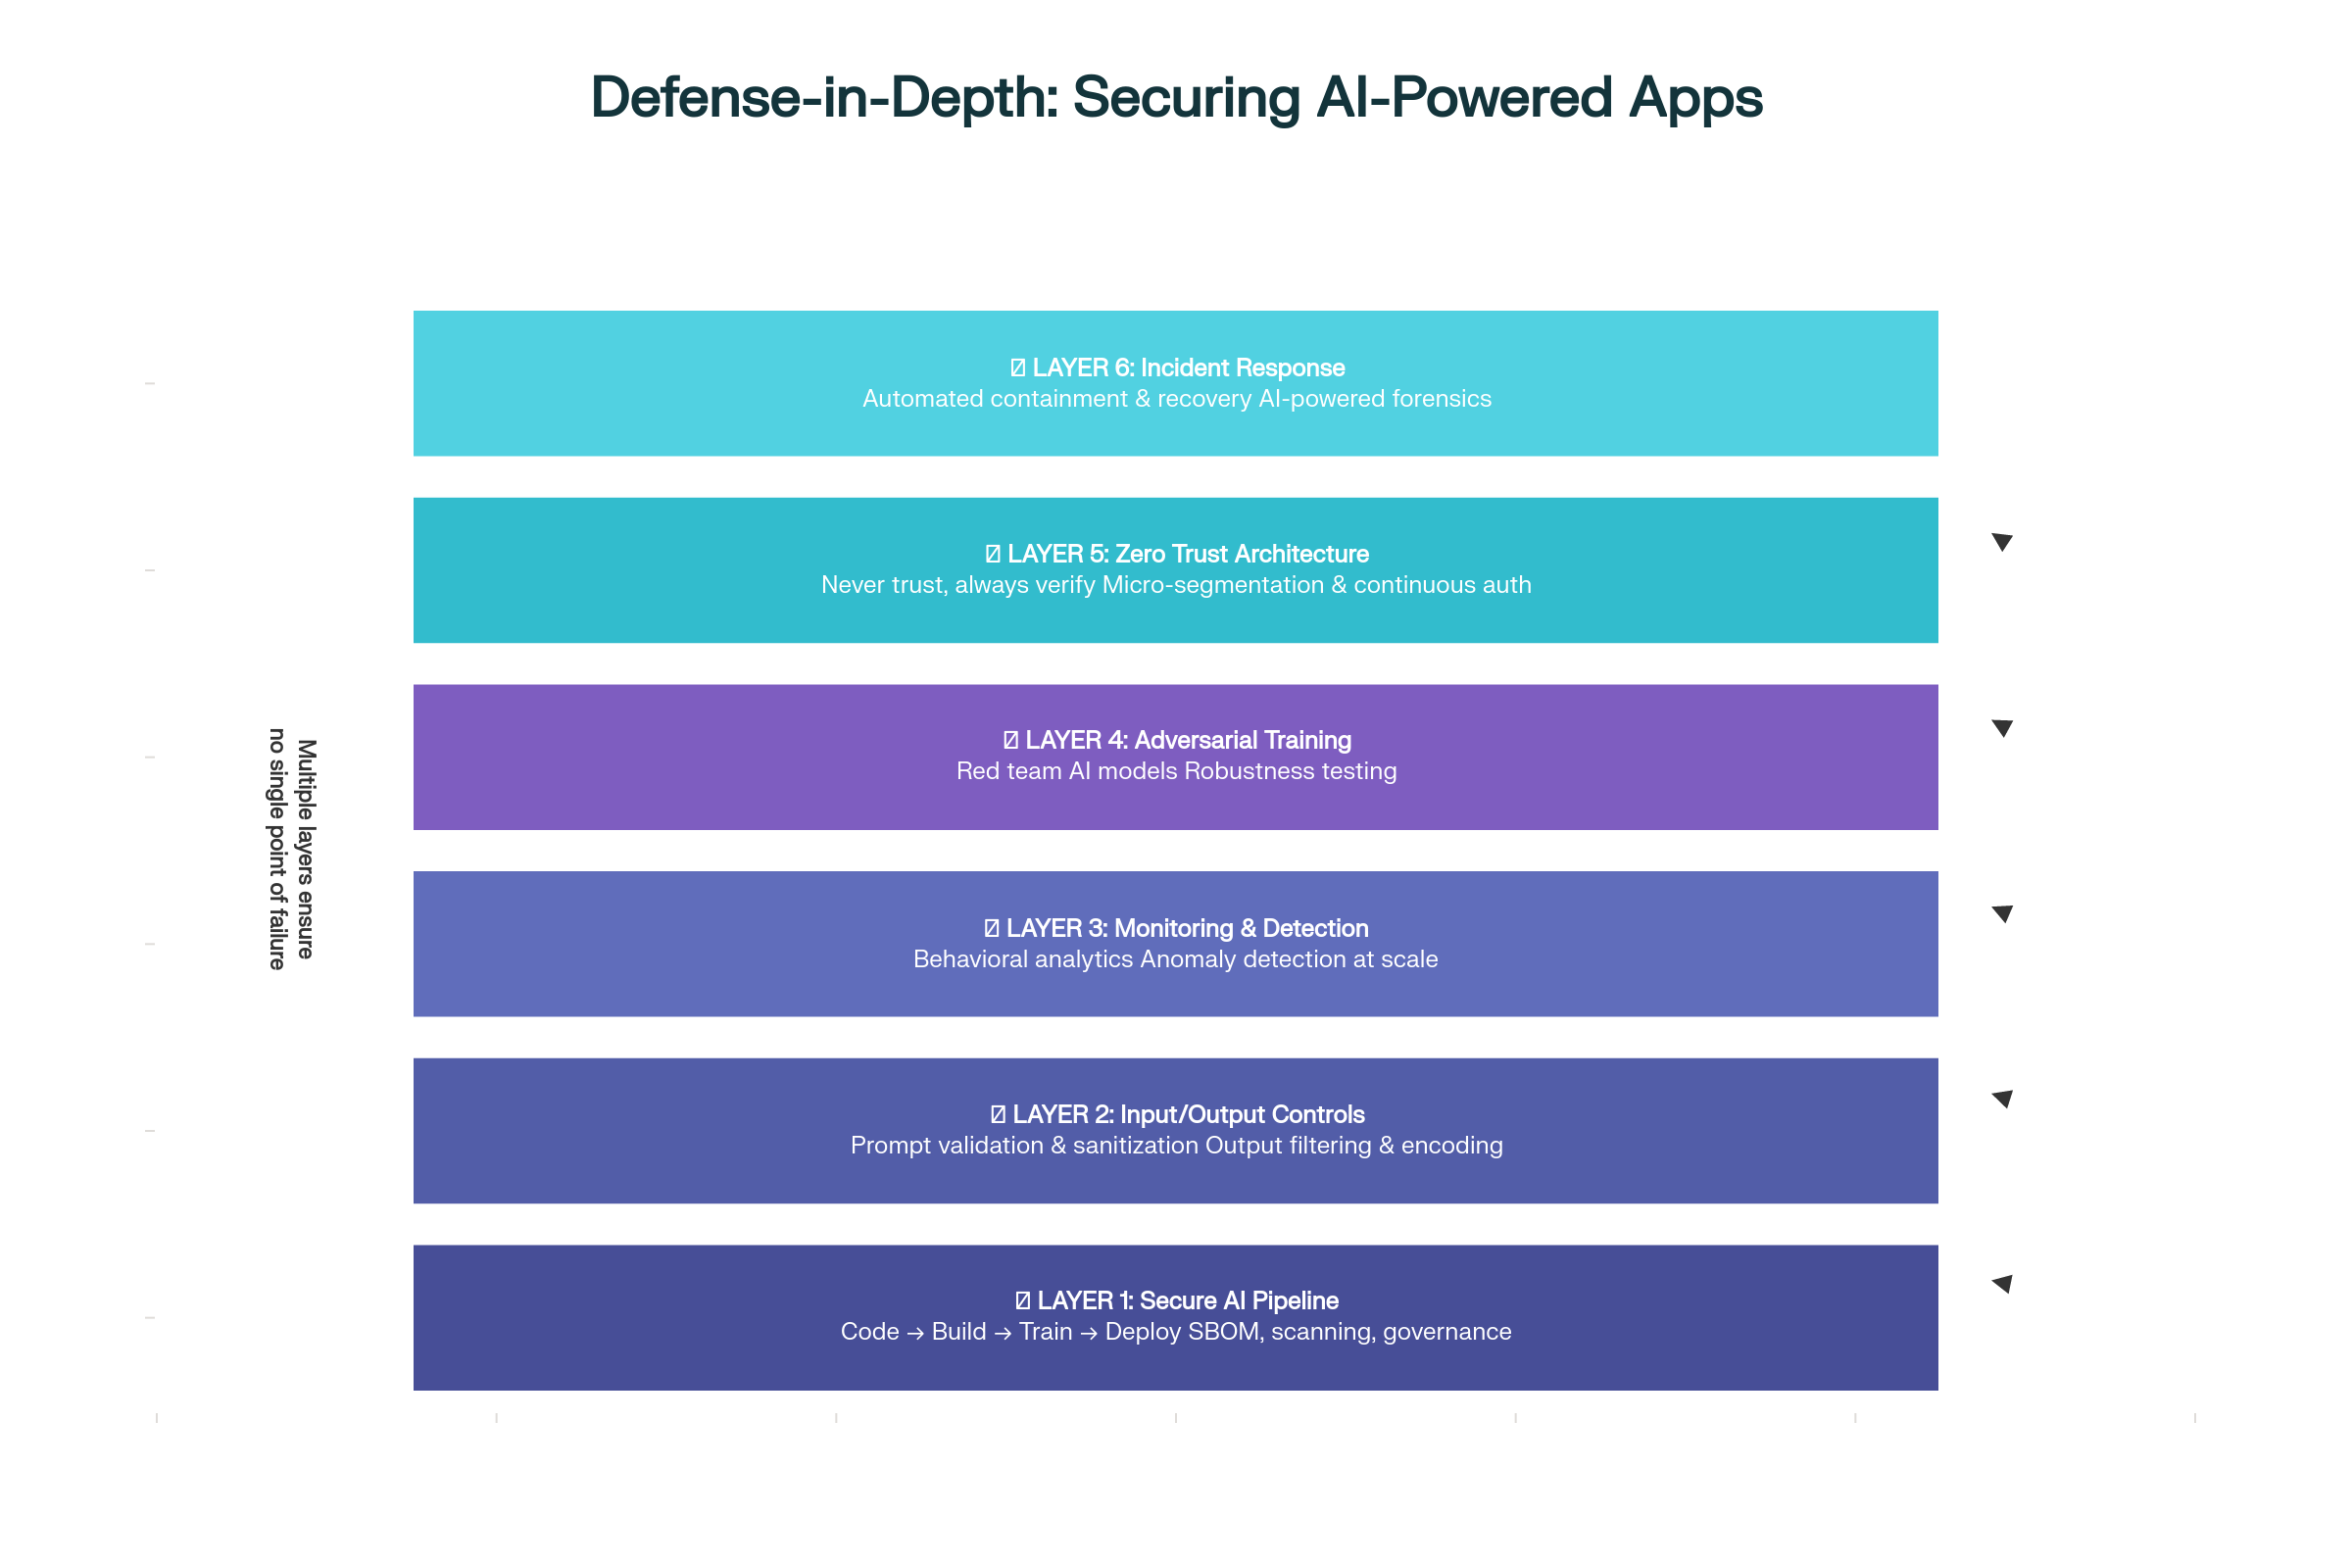 Defense-in-Depth: Securing AI-Powered Apps
LAYER 6: Incident Response
Automated containment & recovery AI-powered forensics
LAYER 5: Zero Trust Architecture
Never trust, always verify Micro-segmentation & continuous auth
LAYER 4: Adversarial Training
Red team AI models Robustness testing
Multiple layers ensure
no single point of failure
LAYER 3: Monitoring & Detection
Behavioral analytics Anomaly detection at scale
LAYER 2: Input/Output Controls
Prompt validation & sanitization Output filtering & encoding
LAYER 1: Secure AI Pipeline
Code → Build → Train → Deploy SBOM, scanning, governance